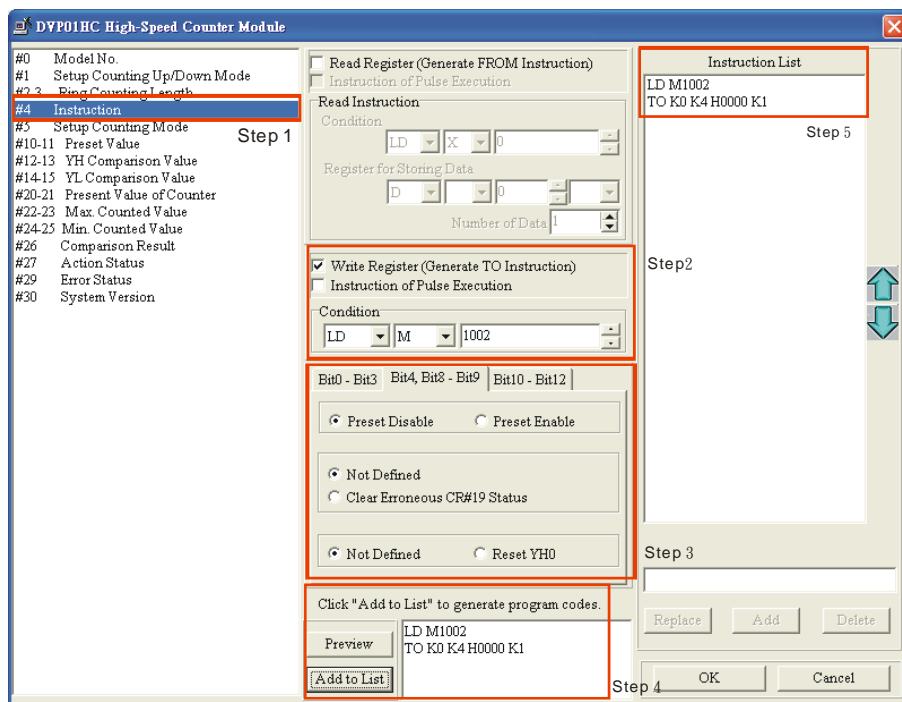 DVP01HC High-Speed Counter Module
#0 Model No.
#1 Setup Counting Up/Down Mode
#2-3 Ring Counting Length
#4 Instruction
#5 Setup Counting Mode
Step 1
#10-11 Preset Value
#12-13 YH Comparison Value
#14-15 YL Comparison Value
#20-21 Present Value of Counter
#22-23 Max. Counted Value
#24-25 Min. Counted Value
#26 Comparison Result
#27 Action Status
#29 Error Status
#30 System Version
Read Register (Generate FROM Instruction)
Instruction of Pulse Execution
Read Instruction
Condition
LD X 0
Register for Storing Data
D 0
Number of Data 1
Write Register (Generate TO Instruction)
Instruction of Pulse Execution
Condition
LD M 1002
Step2
Bit0 - Bit3 Bit4, Bit8 - Bit9 Bit10 - Bit12
Preset Disable Preset Enable
Not Defined
Clear Erroneous CR#19 Status
Not Defined Reset YH0
Step 3
Click "Add to List" to generate program codes.
Preview
Add to List
LD M1002
TO K0 K4 H0000 K1
Step 4
Instruction List
LD M1002
TO K0 K4 H0000 K1
Step 5
Replace Add Delete
OK Cancel